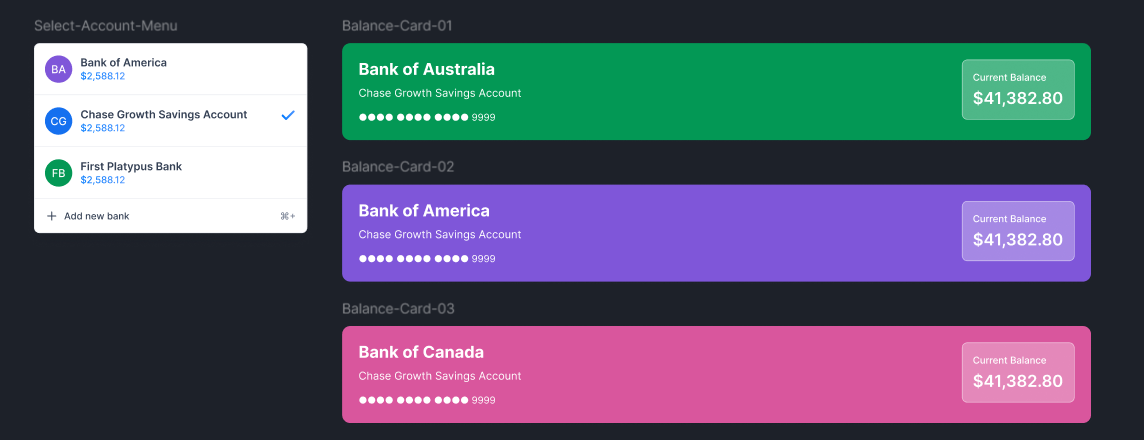 Select-Account-Menu
BA
Bank of America
$2,588.12
CG
Chase Growth Savings Account
$2,588.12
FB
First Platypus Bank
$2,588.12
+ Add new bank ⌘+
Balance-Card-01
Bank of Australia
Chase Growth Savings Account
●●●● ●●●● ●●●● 9999
Current Balance
$41,382.80
Balance-Card-02
Bank of America
Chase Growth Savings Account
●●●● ●●●● ●●●● 9999
Current Balance
$41,382.80
Balance-Card-03
Bank of Canada
Chase Growth Savings Account
●●●● ●●●● ●●●● 9999
Current Balance
$41,382.80